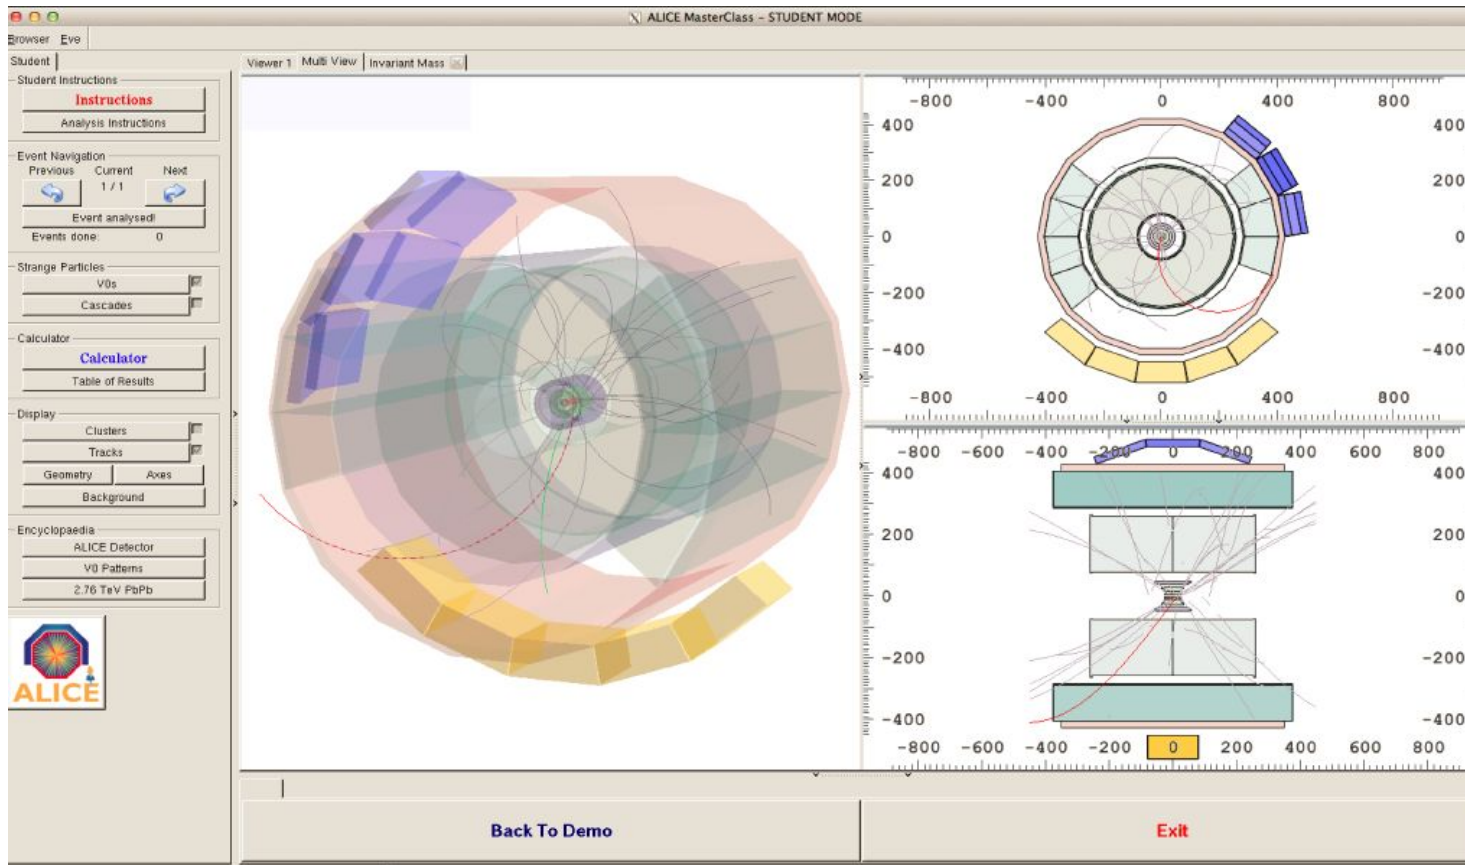 ALICE MasterClass – STUDENT MODE
Browser Eve
Student
Student Instructions
Instructions
Analysis Instructions
Event Navigation
Previous Current Next
1 / 1
Event analysed!
Events done: 0
Strange Particles
V0s
Cascades
Calculator
Calculator
Table of Results
Display
Clusters
Tracks
Geometry Axes
Background
Encyclopaedia
ALICE Detector
V0 Patterns
2.76 TeV PbPb
ALICE
Viewer 1 Multi View Invariant Mass
-800 -400 0 400 800
400 400
200 200
0 0
-200 -200
-400 -400
-800 -400 0 400 800
-800 -600 -400 -200 0 200 400 600 800
400 400
200 200
0 0
-200 -200
-400 -400
-800 -600 -400 -200 0 200 400 600 800
Back To Demo
Exit